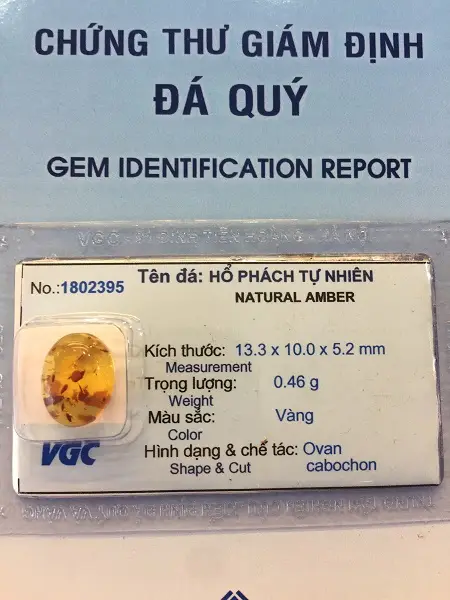 CHỨNG THƯ GIÁM ĐỊNH
ĐÁ QUÝ
GEM IDENTIFICATION REPORT
No.:1802395
Tên đá: HỔ PHÁCH TỰ NHIÊN
NATURAL AMBER
Kích thước: 13.3 x 10.0 x 5.2 mm
Measurement
Trọng lượng: 0.46 g
Weight
Màu sắc: Vàng
Color
Hình dạng & chế tác: Ovan
Shape & Cut cabochon
VGC